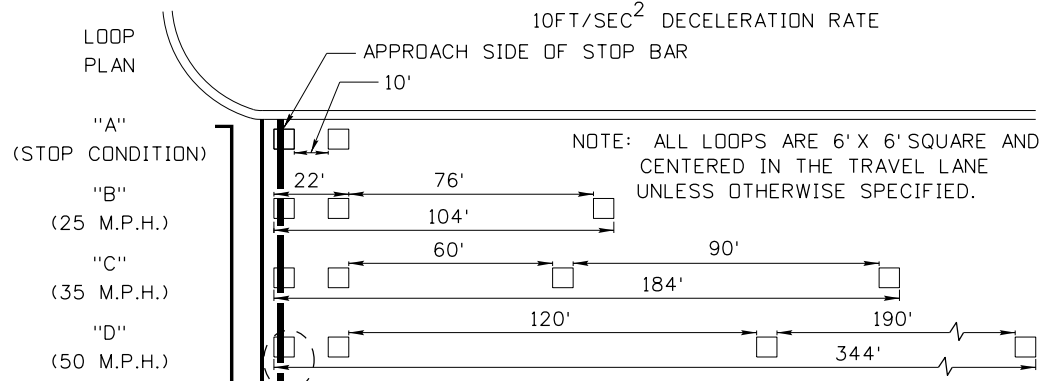 10FT/SEC² DECELERATION RATE
LOOP
PLAN
APPROACH SIDE OF STOP BAR
10'
"A"
(STOP CONDITION)
NOTE: ALL LOOPS ARE 6' X 6' SQUARE AND
CENTERED IN THE TRAVEL LANE
UNLESS OTHERWISE SPECIFIED.
"B"
(25 M.P.H.)
22'
76'
104'
"C"
(35 M.P.H.)
60'
90'
184'
"D"
(50 M.P.H.)
120'
190'
344'